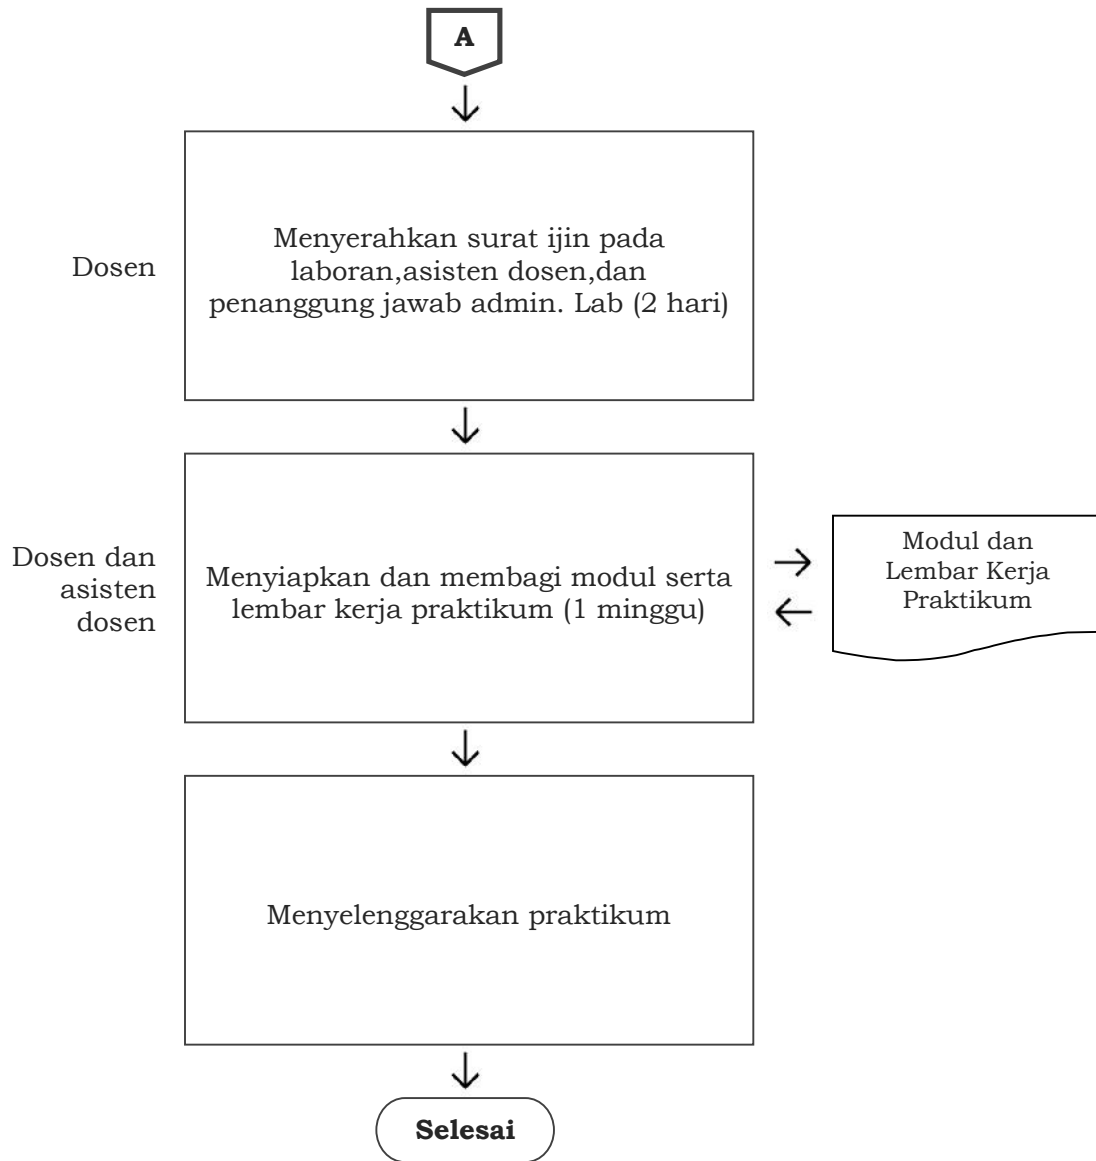 A
Dosen
Menyerahkan surat ijin pada
laboran,asisten dosen,dan
penanggung jawab admin. Lab (2 hari)
Dosen dan
asisten
dosen
Menyiapkan dan membagi modul serta
lembar kerja praktikum (1 minggu)
Modul dan
Lembar Kerja
Praktikum
Menyelenggarakan praktikum
Selesai